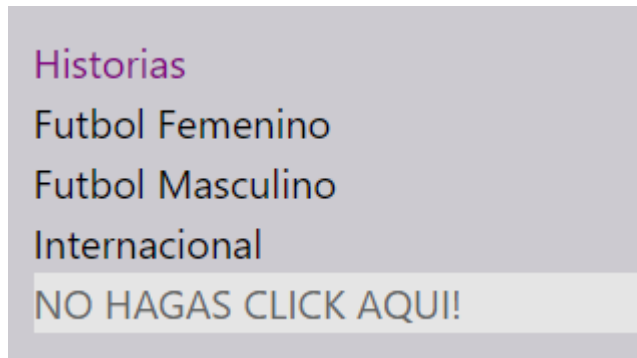 Historias
Futbol Femenino
Futbol Masculino
Internacional
NO HAGAS CLICK AQUI!